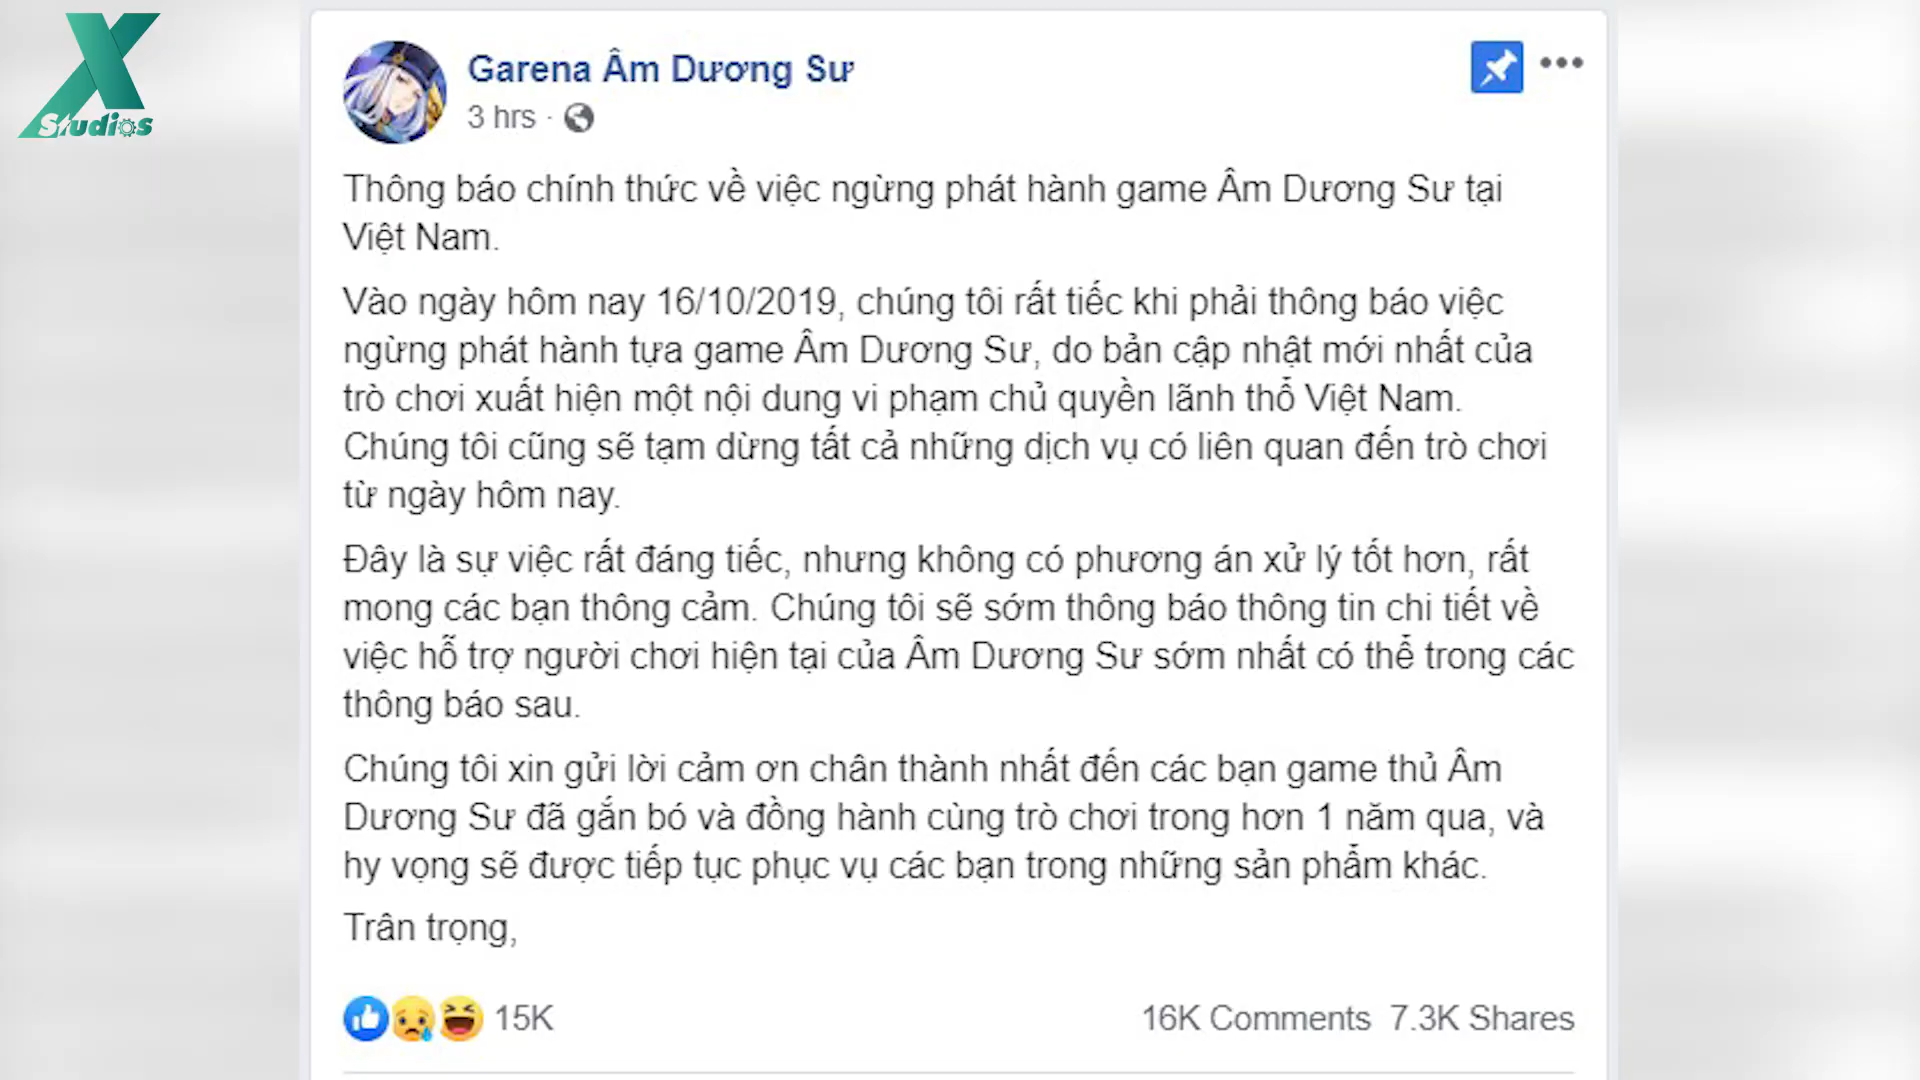 X
Studios
Garena Âm Dương Sư
3 hrs ·
Thông báo chính thức về việc ngừng phát hành game Âm Dương Sư tại
Việt Nam.
Vào ngày hôm nay 16/10/2019, chúng tôi rất tiếc khi phải thông báo việc
ngừng phát hành tựa game Âm Dương Sư, do bản cập nhật mới nhất của
trò chơi xuất hiện một nội dung vi phạm chủ quyền lãnh thổ Việt Nam.
Chúng tôi cũng sẽ tạm dừng tất cả những dịch vụ có liên quan đến trò chơi
từ ngày hôm nay.
Đây là sự việc rất đáng tiếc, nhưng không có phương án xử lý tốt hơn, rất
mong các bạn thông cảm. Chúng tôi sẽ sớm thông báo thông tin chi tiết về
việc hỗ trợ người chơi hiện tại của Âm Dương Sư sớm nhất có thể trong các
thông báo sau.
Chúng tôi xin gửi lời cảm ơn chân thành nhất đến các bạn game thủ Âm
Dương Sư đã gắn bó và đồng hành cùng trò chơi trong hơn 1 năm qua, và
hy vọng sẽ được tiếp tục phục vụ các bạn trong những sản phẩm khác.
Trân trọng,
15K 16K Comments 7.3K Shares